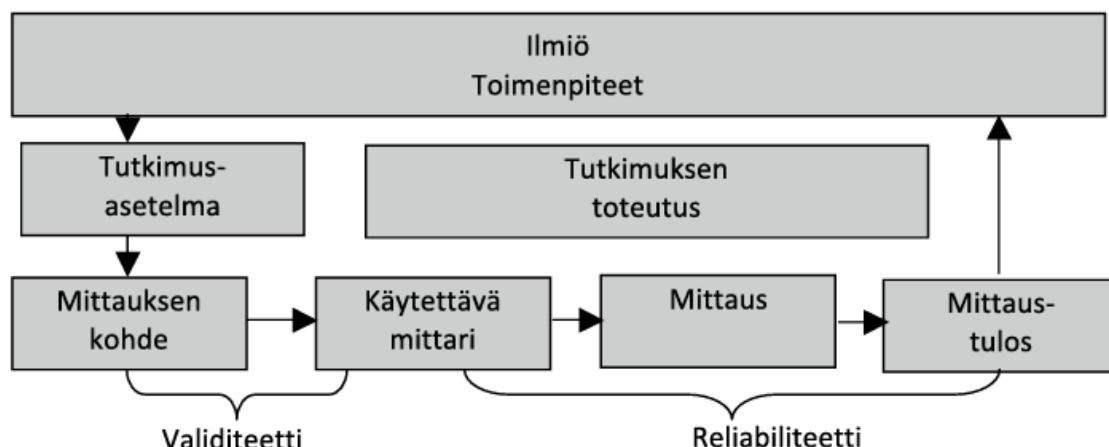 Ilmiö
Toimenpiteet
Tutkimus-
asetelma
Tutkimuksen
toteutus
Mittauksen
kohde
Käytettävä
mittari
Mittaus
Mittaus-
tulos
Validiteetti
Reliabiliteetti